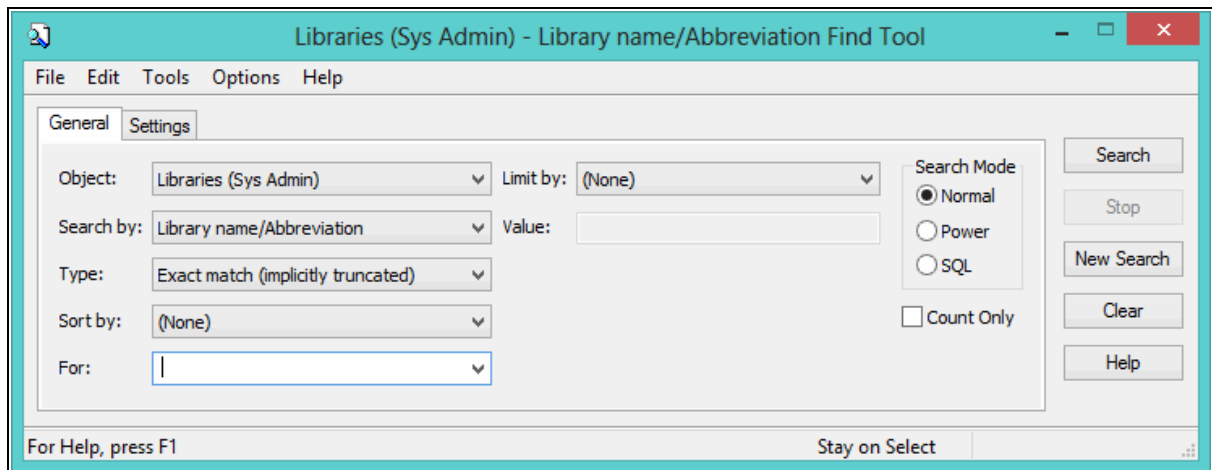 Libraries (Sys Admin) - Library name/Abbreviation Find Tool
File Edit Tools Options Help
General Settings
Object: Libraries (Sys Admin)
Search by: Library name/Abbreviation
Type: Exact match (implicitly truncated)
Sort by: (None)
For:
Limit by: (None)
Value:
Search Mode
Normal
Power
SQL
Count Only
Search
Stop
New Search
Clear
Help
For Help, press F1
Stay on Select